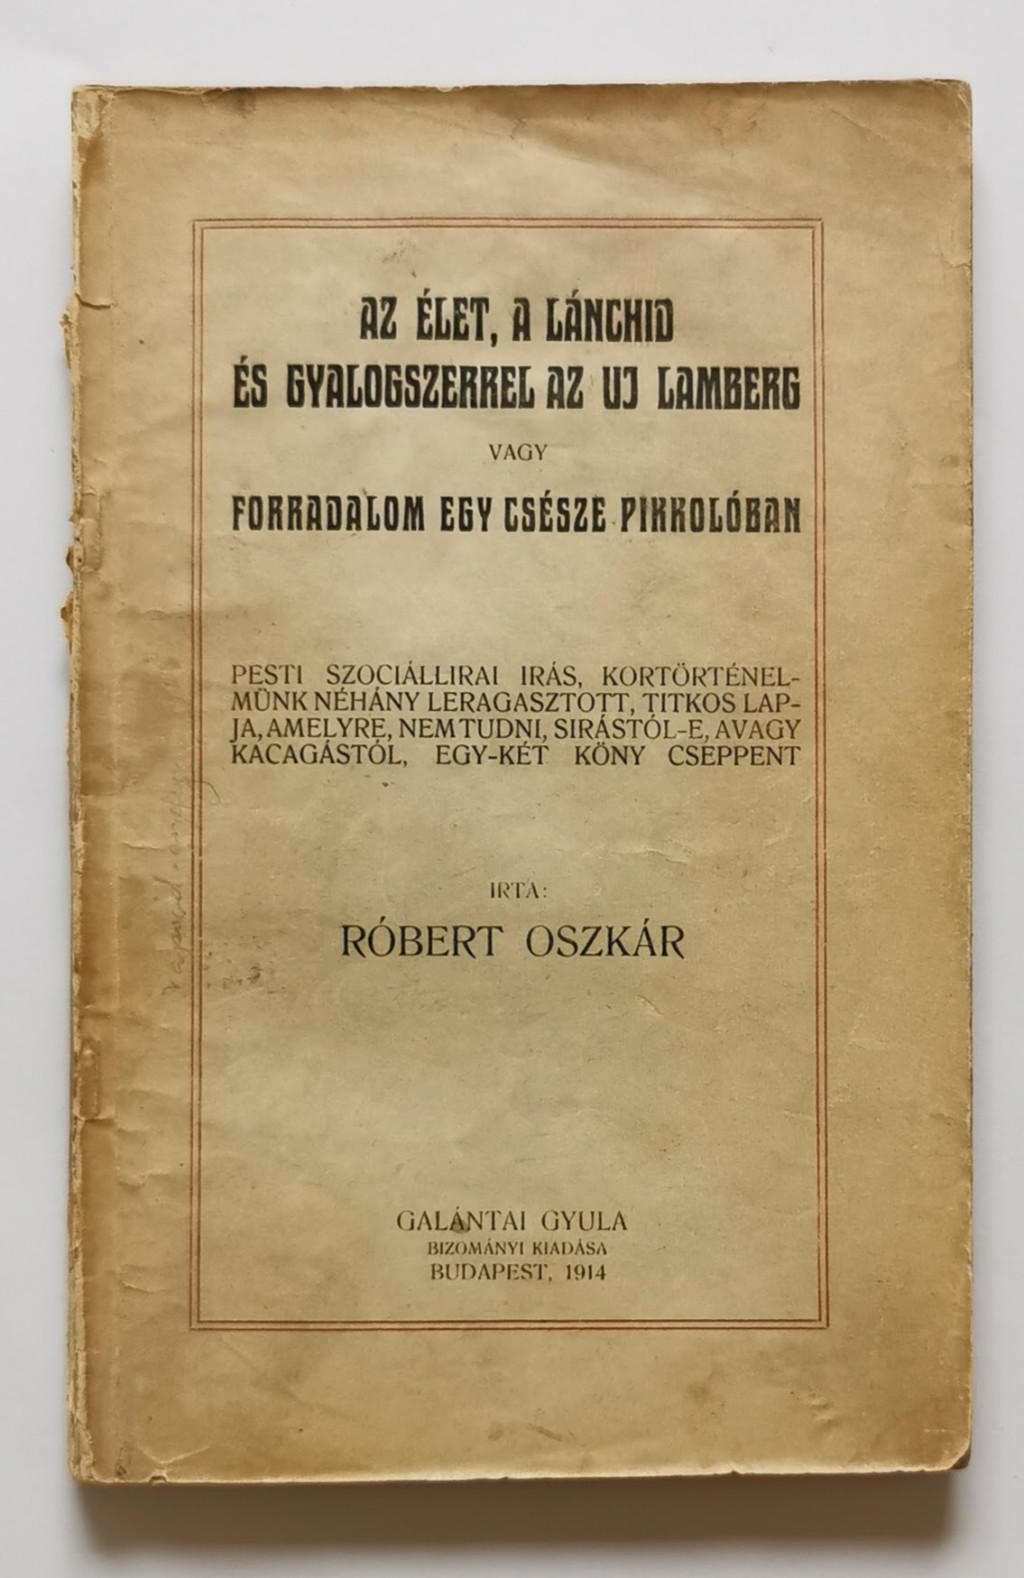 AZ ÉLET, A LÁNCHID
ÉS GYALOGSZERREL AZ UJ LAMBERG
VAGY
FORRADALOM EGY CSÉSZE PIKKOLÓBAN
PESTI SZOCIÁLLIRAI IRÁS, KORTÖRTÉNEL-
MÜNK NÉHÁNY LERAGASZTOTT, TITKOS LAP-
JA, AMELYRE, NEM TUDNI, SIRÁSTÓL-E, AVAGY
KACAGÁSTÓL, EGY-KÉT KÖNY CSEPPENT
IRTA:
RÓBERT OSZKÁR
GALÁNTAI GYULA
BIZOMÁNYI KIADÁSA
BUDAPEST, 1914